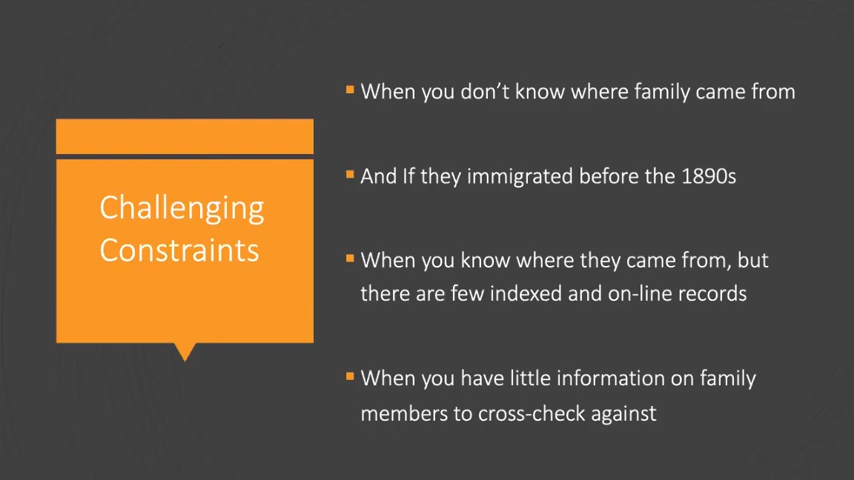 Challenging
Constraints
When you don’t know where family came from
And If they immigrated before the 1890s
When you know where they came from, but
there are few indexed and on-line records
When you have little information on family
members to cross-check against